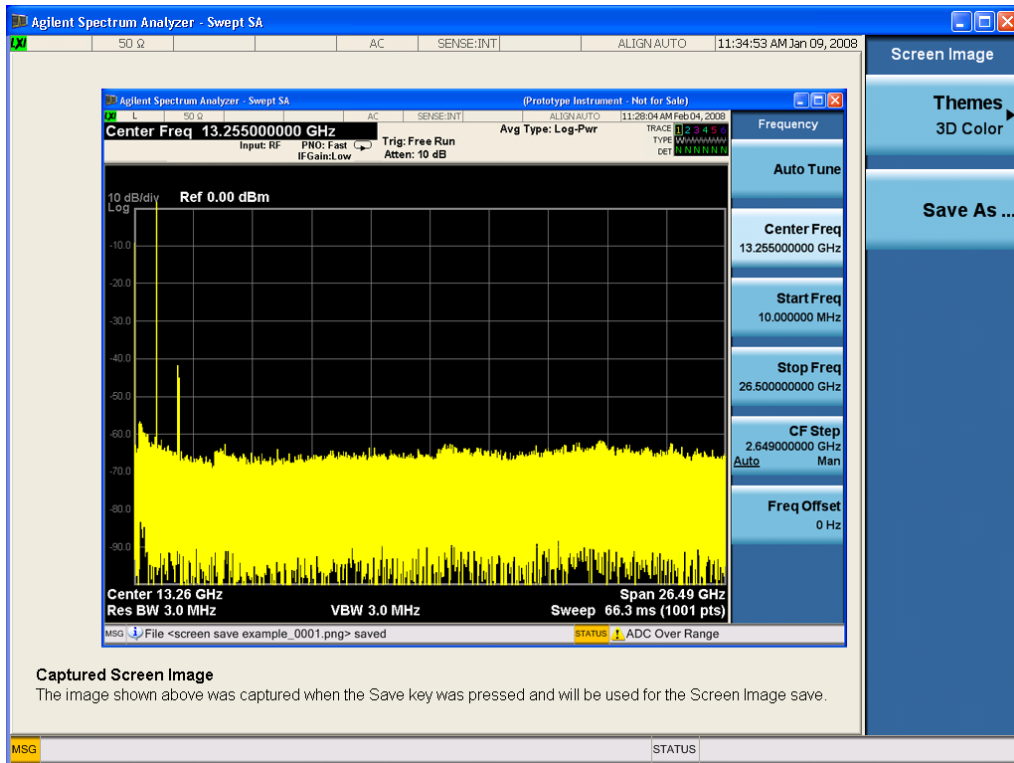 Agilent Spectrum Analyzer - Swept SA
LXI 50 Ω AC SENSE:INT ALIGN AUTO 11:34:53 AM Jan 09, 2008
Screen Image
Themes
3D Color
Save As ...
Agilent Spectrum Analyzer - Swept SA (Prototype Instrument - Not for Sale)
LXI L 50 Ω AC SENSE:INT ALIGNAUTO 11:28:04 AM Feb 04, 2008
Center Freq 13.255000000 GHz
Input: RF PNO: Fast
IFGain:Low
Trig: Free Run
Atten: 10 dB
Avg Type: Log-Pwr
TRACE 1 2 3 4 5 6
TYPE
DET N N N N N N
10 dB/div Ref 0.00 dBm
Log
-10.0
-20.0
-30.0
-40.0
-50.0
-60.0
-70.0
-80.0
-90.0
Center 13.26 GHz Span 26.49 GHz
Res BW 3.0 MHz VBW 3.0 MHz Sweep 66.3 ms (1001 pts)
MSG File <screen save example_0001.png> saved STATUS ADC Over Range
Frequency
Auto Tune
Center Freq
13.255000000 GHz
Start Freq
10.000000 MHz
Stop Freq
26.500000000 GHz
CF Step
2.649000000 GHz
Auto Man
Freq Offset
0 Hz
Captured Screen Image
The image shown above was captured when the Save key was pressed and will be used for the Screen Image save.
MSG STATUS